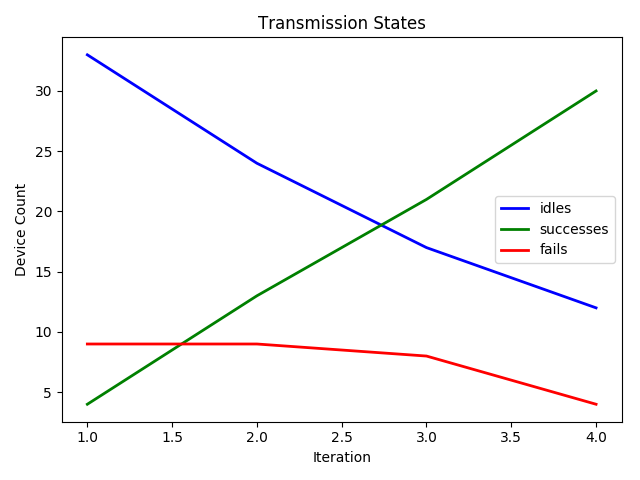 Transmission States
Device Count
30
25
20
15
10
5
idles
successes
fails
1.0 1.5 2.0 2.5 3.0 3.5 4.0
Iteration